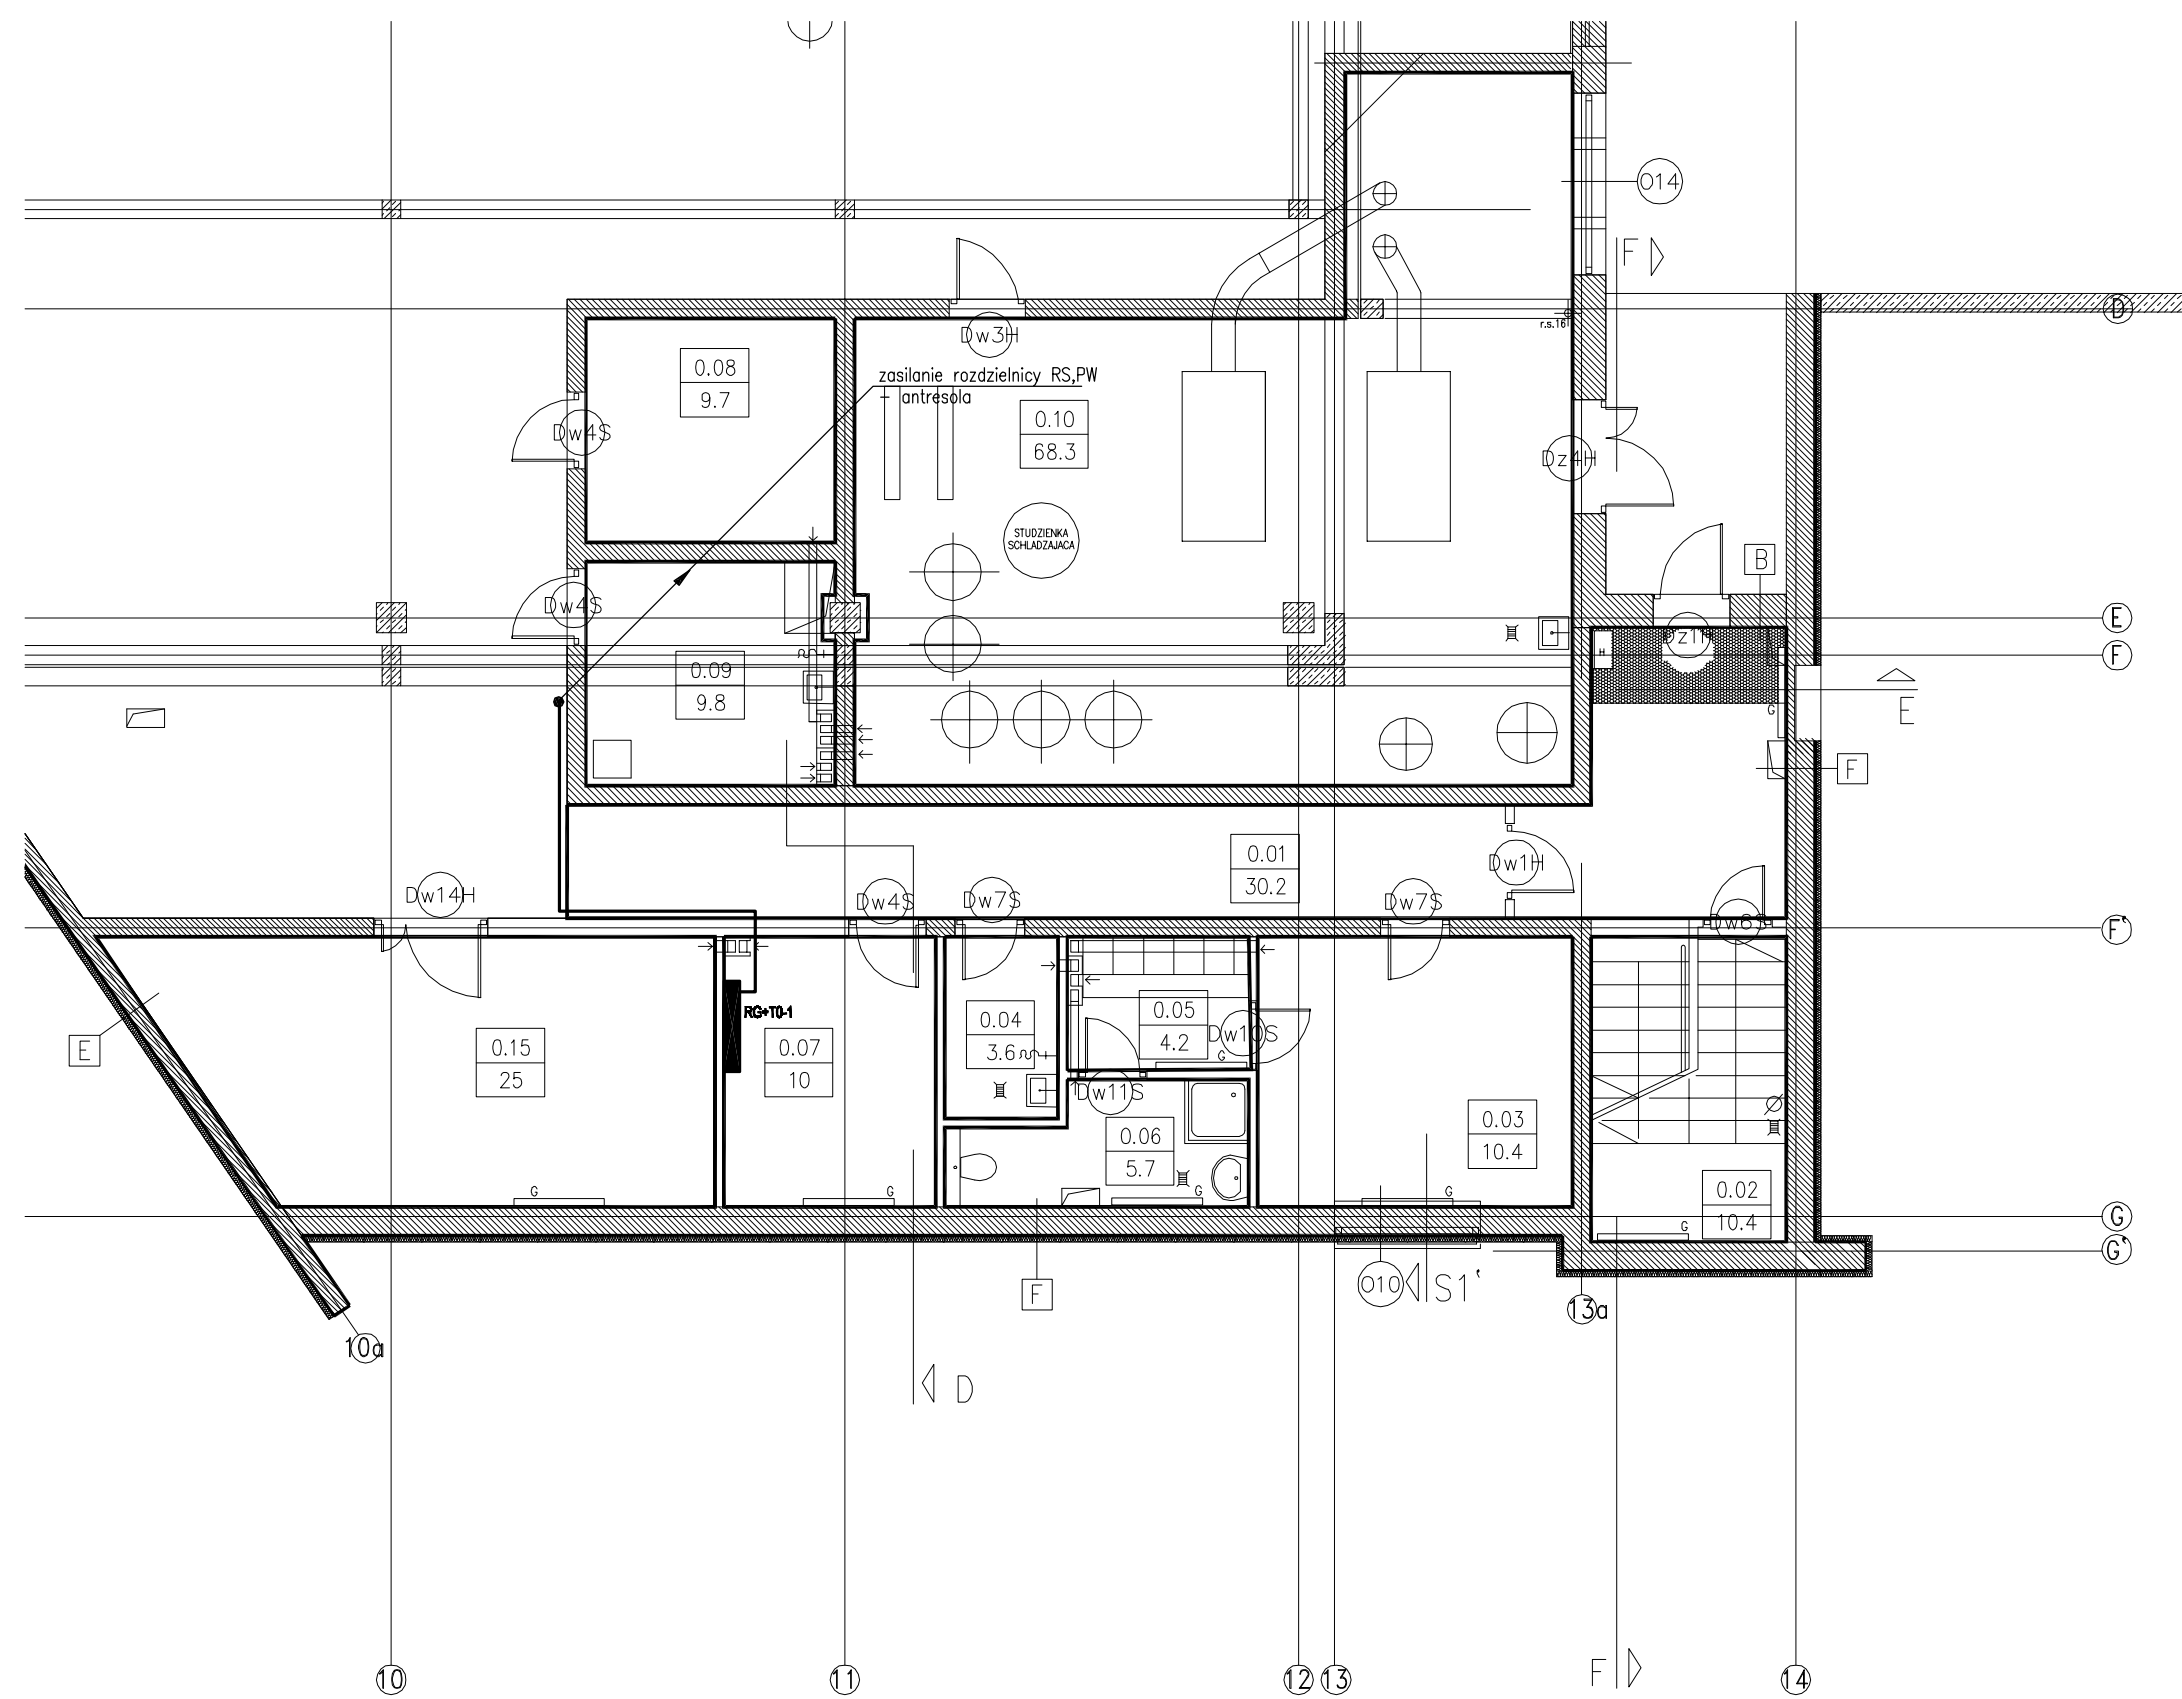 O14
F
D
r.s.16
Dw3H
0.08
9.7
zasilanie rozdzielnicy RS,PW
- antresola
0.10
68.3
Dw4S
Dz4H
STUDZIENKA
SCHLADZAJACA
B
Dw4S
E
H
F
0.09
9.8
G
E
F
0.01
30.2
Dw1H
Dw14H
Dw4S
Dw7S
Dw7S
Dw6S
F'
RG+T0-1
0.04
3.6
0.05
4.2
Dw10S
G
E
0.15
25
0.07
10
Dw11S
0.03
10.4
0.06
5.7
0.02
10.4
G
G
G
G
G
G
G'
F
O10
S1'
13a
10a
D
F
10
11
12
13
14